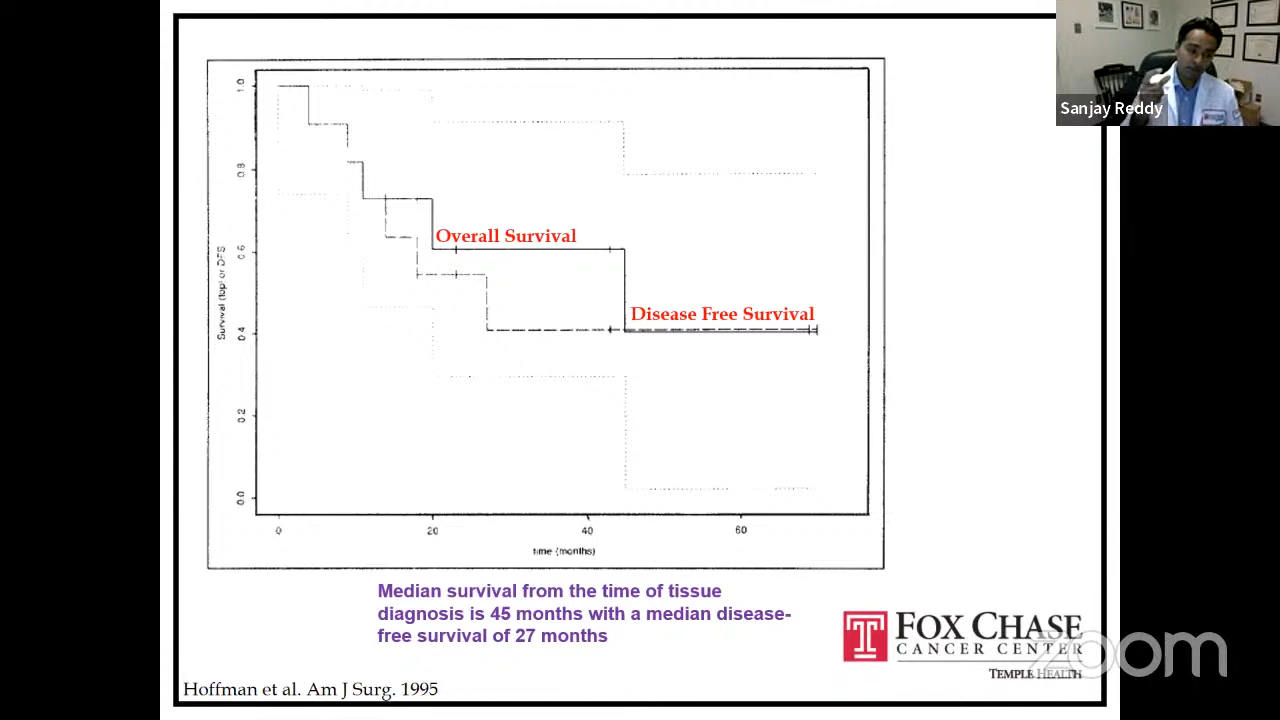 Sanjay Reddy
1.0
0.8
0.6
0.4
0.2
0.0
Survival (top) or DFS
Overall Survival
Disease Free Survival
0
20
40
60
time (months)
Median survival from the time of tissue
diagnosis is 45 months with a median disease-
free survival of 27 months
FOX CHASE
CANCER CENTER
TEMPLE HEALTH
zoom
Hoffman et al. Am J Surg. 1995